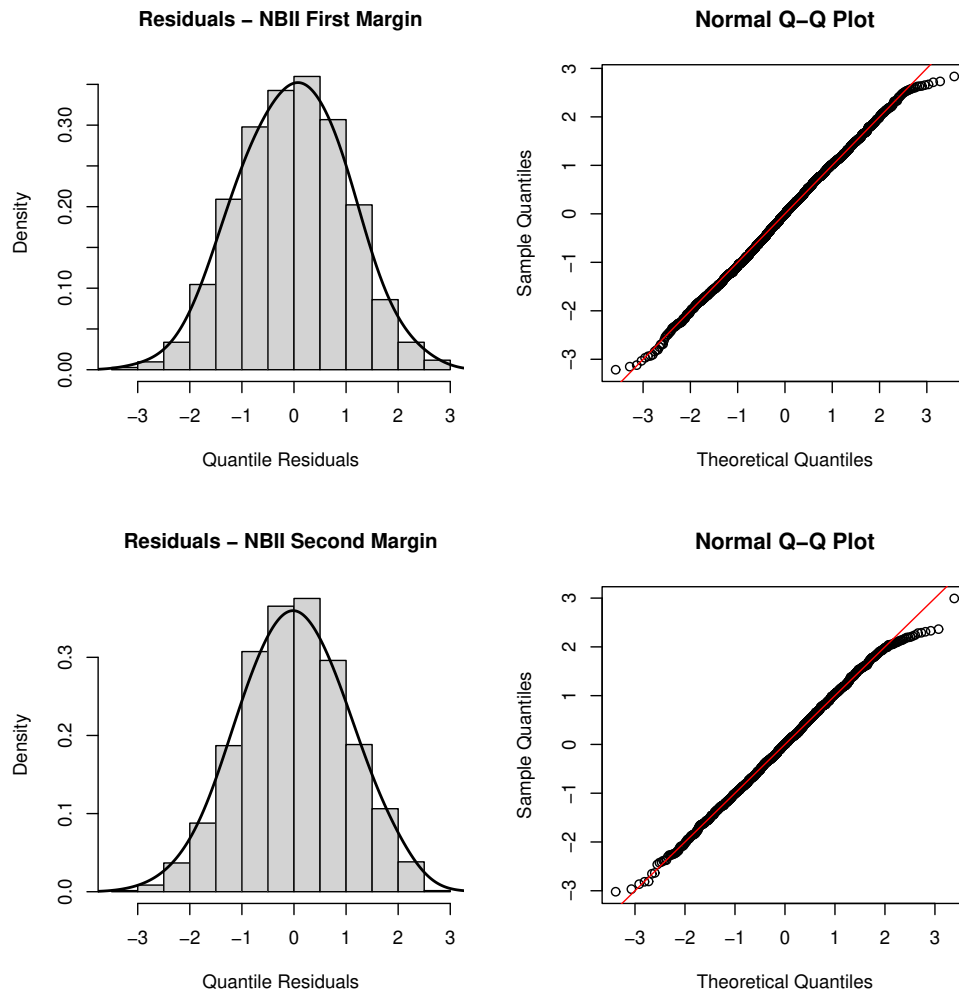 Residuals − NBII First Margin
Density
0.00 0.10 0.20 0.30
−3 −2 −1 0 1 2 3
Quantile Residuals
Normal Q−Q Plot
Sample Quantiles
−3 −2 −1 0 1 2 3
−3 −2 −1 0 1 2 3
Theoretical Quantiles
Residuals − NBII Second Margin
Density
0.0 0.1 0.2 0.3
−3 −2 −1 0 1 2 3
Quantile Residuals
Normal Q−Q Plot
Sample Quantiles
−3 −2 −1 0 1 2 3
−3 −2 −1 0 1 2 3
Theoretical Quantiles